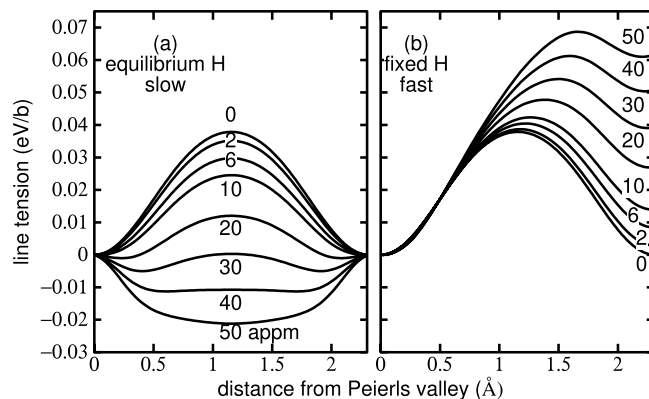 0.07
0.06
0.05
0.04
0.03
0.02
0.01
0
−0.01
−0.02
−0.03
line tension (eV/b)
(a)
equilibrium H
slow
0
2
6
10
20
30
40
50 appm
0 0.5 1 1.5 2
(b)
fixed H
fast
50
40
30
20
10
6
2
0
0 0.5 1 1.5 2
distance from Peierls valley (Å)